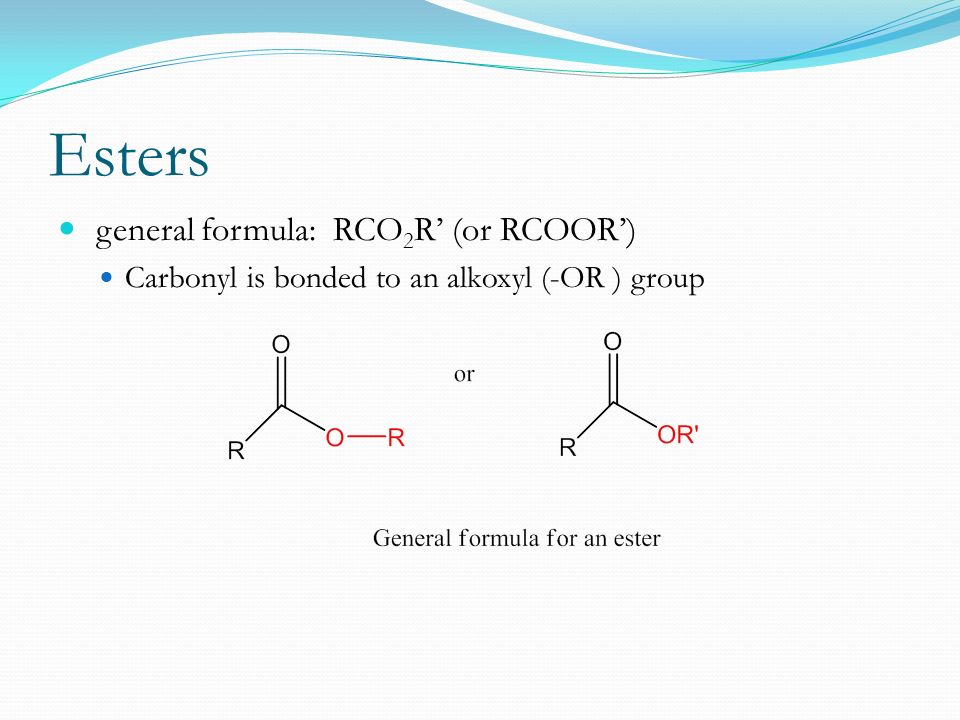 Esters
general formula: RCO₂R’ (or RCOOR’)
Carbonyl is bonded to an alkoxyl (-OR ) group
O
R
O
R
or
O
R
OR'
General formula for an ester